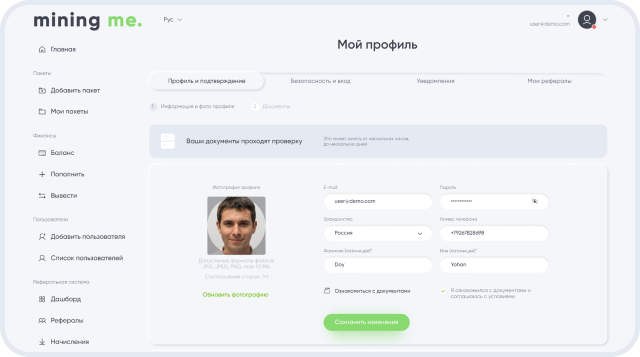 mining me.
Рус
user@demo.com
Мой профиль
Главная
Пакеты
Добавить пакет
Мои пакеты
Финансы
Баланс
Пополнить
Вывести
Пользователи
Добавить пользователя
Список пользователей
Реферальная система
Дашборд
Рефералы
Начисления
Профиль и подтверждение
Безопасность и вход
Уведомления
Мои рефералы
1 Информация и фото профиля
2 Документы
Ваши документы проходят проверку
Это может занять от нескольких часов,
до нескольких дней
Фотография профиля
Допустимые форматы файлов:
JPG, JPEG, PNG, max 10 Mb.
Соотношение сторон: 1:1
Обновить фотографию
E-mail
user@demo.com
Пароль
Гражданство
Россия
Номер телефона
+79267828698
Фамилия (латиницей)*
Doy
Имя (латиницей)*
Yohan
Ознакомиться с документами
Я ознакомился с документами и
соглашаюсь с условиями
Сохранить изменения